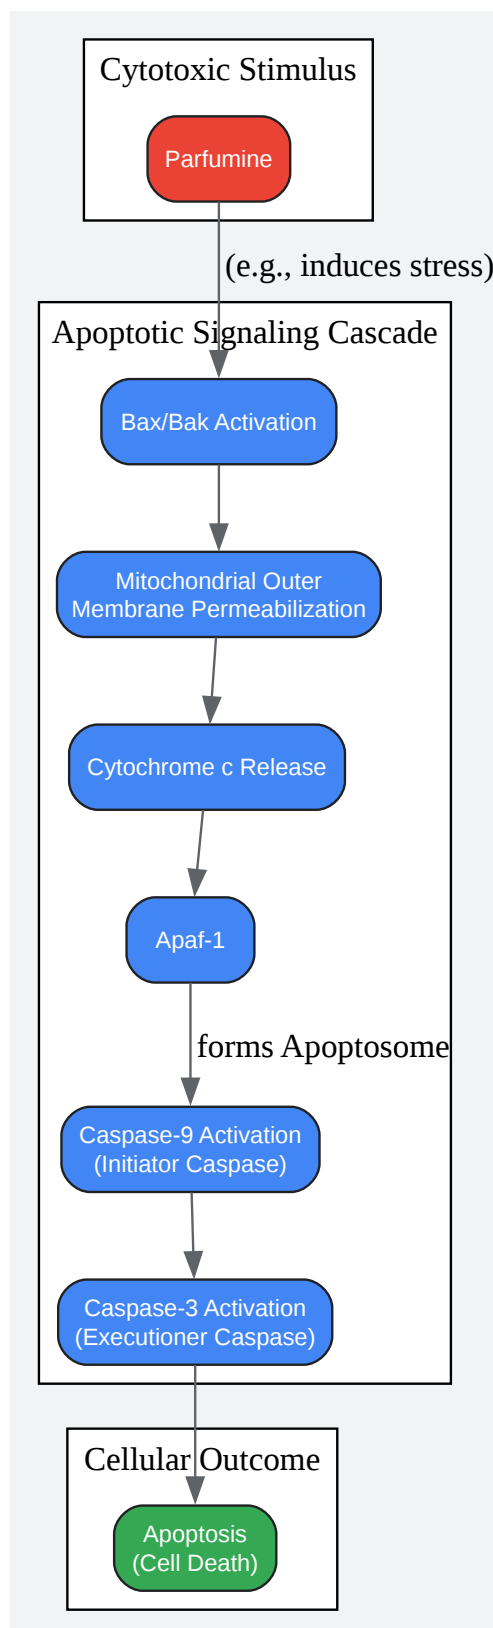 Cytotoxic Stimulus
Parfumine
(e.g., induces stress)
Apoptotic Signaling Cascade
Bax/Bak Activation
Mitochondrial Outer
Membrane Permeabilization
Cytochrome c Release
Apaf-1
forms Apoptosome
Caspase-9 Activation
(Initiator Caspase)
Caspase-3 Activation
(Executioner Caspase)
Cellular Outcome
Apoptosis
(Cell Death)